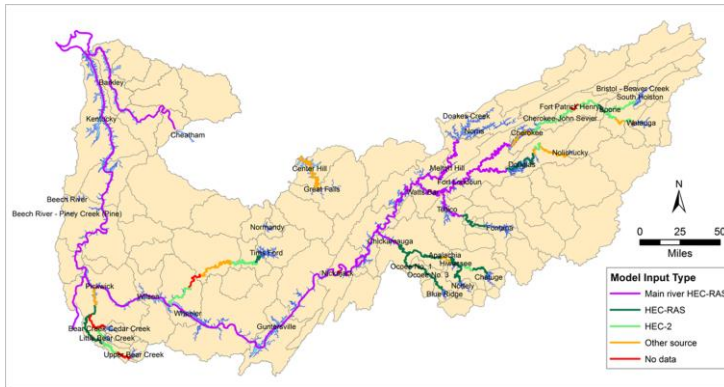 Bristol - Beaver Creek
South Holston
Barkley
Fort Patrick Henry
Boone
Doakes Creek
Cherokee-John Sevier
Watauga
Kentucky
Norris
Cherokee
Cheatham
Nolichucky
Melton Hill
Douglas
Center Hill
Fort Loudoun
Great Falls
Watts Bar
Beech River
Tellico
Beech River - Piney Creek (Pine)
Normandy
Fontana
Tims Ford
Chickamauga
Apalachia
Hiwassee
Ocoee No. 1
Nickajack
Ocoee No. 3
Chatuge
Pickwick
Nottely
Blue Ridge
Wilson
Wheeler
Guntersville
Bear Creek
Cedar Creek
Little Bear Creek
Upper Bear Creek
N
0 25 50
Miles
Model Input Type
Main river HEC-RAS
HEC-RAS
HEC-2
Other source
No data